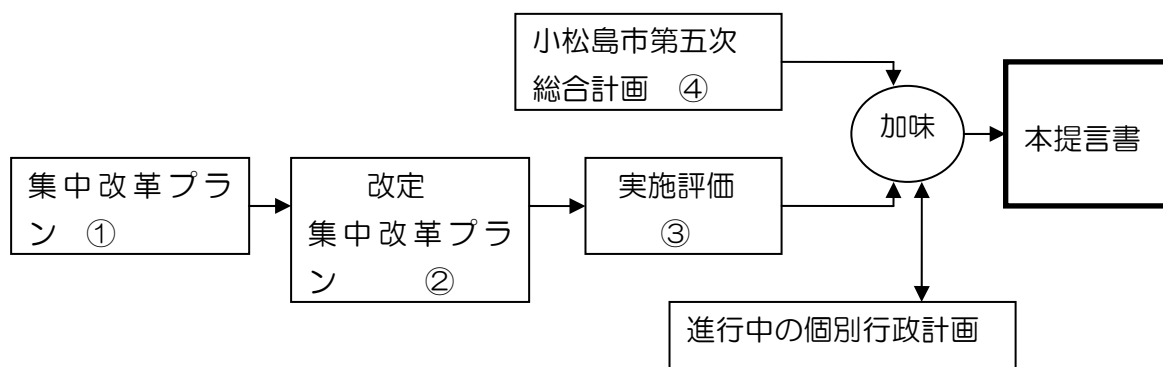 小松島市第五次
総合計画 ④
加味
本提言書
集中改革プラ
ン ①
改定
集中改革プラ
ン ②
実施評価
③
進行中の個別行政計画